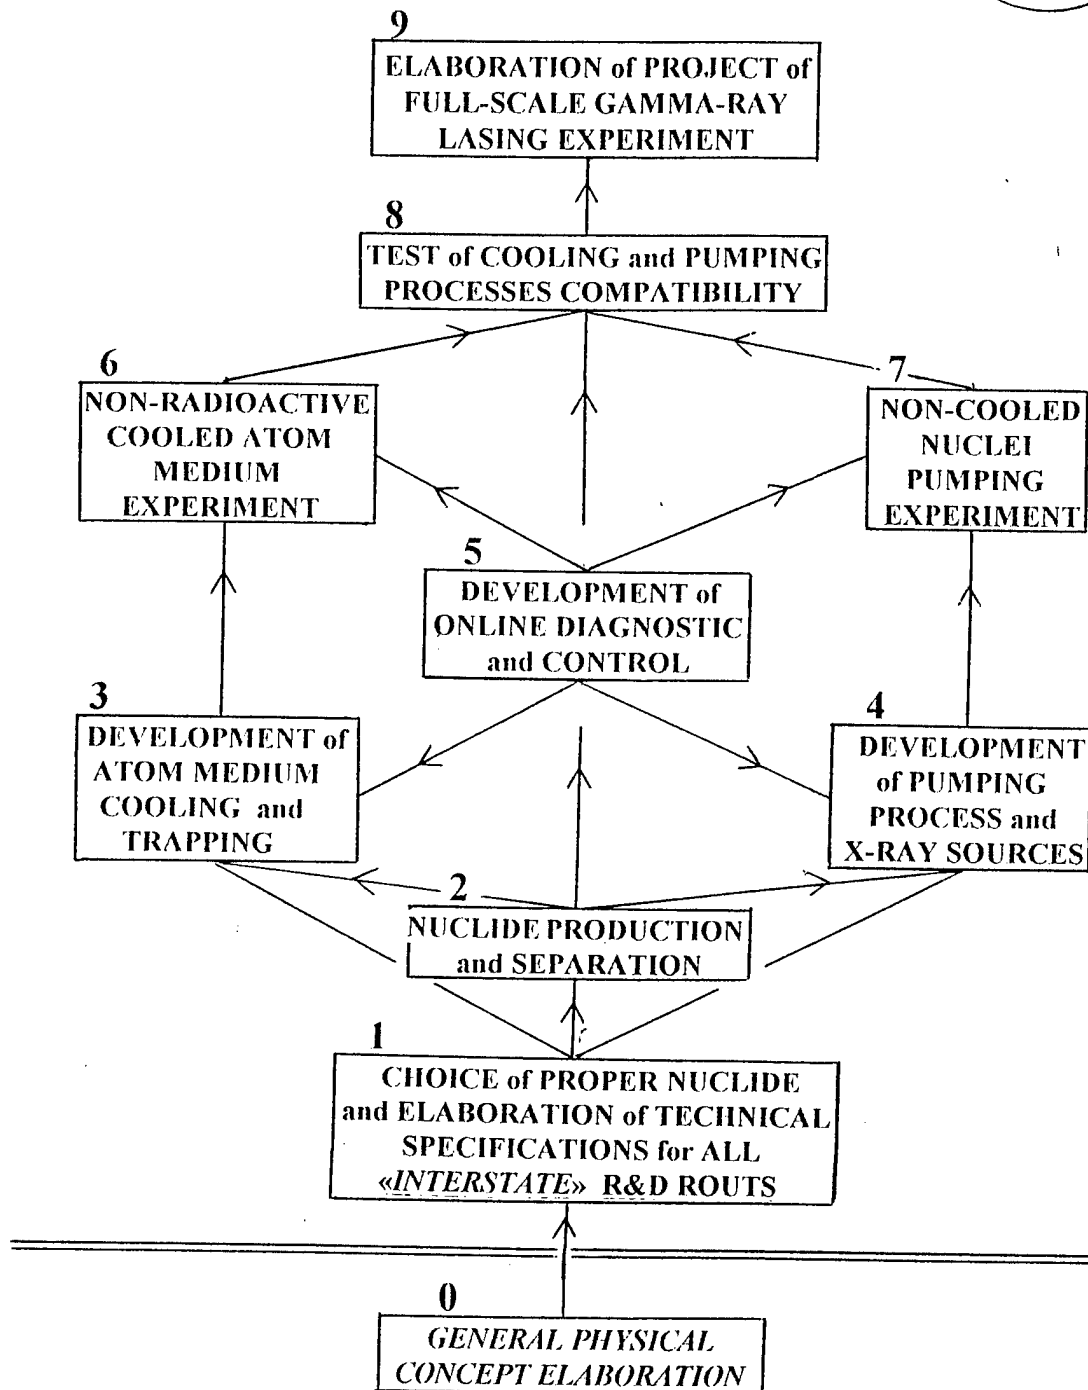 9
ELABORATION of PROJECT of
FULL-SCALE GAMMA-RAY
LASING EXPERIMENT
8
TEST of COOLING and PUMPING
PROCESSES COMPATIBILITY
6
NON-RADIOACTIVE
COOLED ATOM
MEDIUM
EXPERIMENT
7
NON-COOLED
NUCLEI
PUMPING
EXPERIMENT
5
DEVELOPMENT of
ONLINE DIAGNOSTIC
and CONTROL
3
DEVELOPMENT of
ATOM MEDIUM
COOLING and
TRAPPING
4
DEVELOPMENT
of PUMPING
PROCESS and
X-RAY SOURCES
2
NUCLIDE PRODUCTION
and SEPARATION
1
CHOICE of PROPER NUCLIDE
and ELABORATION of TECHNICAL
SPECIFICATIONS for ALL
«INTERSTATE» R&D ROUTS
0
GENERAL PHYSICAL
CONCEPT ELABORATION